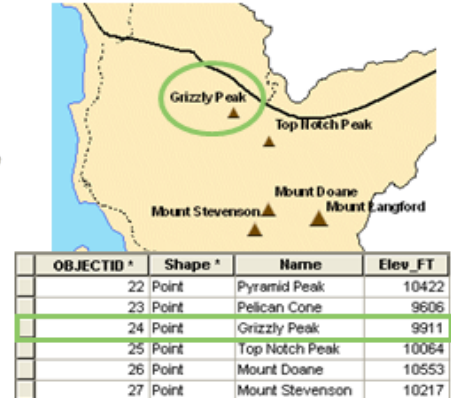 Grizzly Peak
Top Notch Peak
Mount Doane
Mount Stevenson
Mount Langford
OBJECTID * Shape * Name Elev_FT
22 Point Pyramid Peak 10422
23 Point Pelican Cone 9606
24 Point Grizzly Peak 9911
25 Point Top Notch Peak 10064
26 Point Mount Doane 10553
27 Point Mount Stevenson 10217